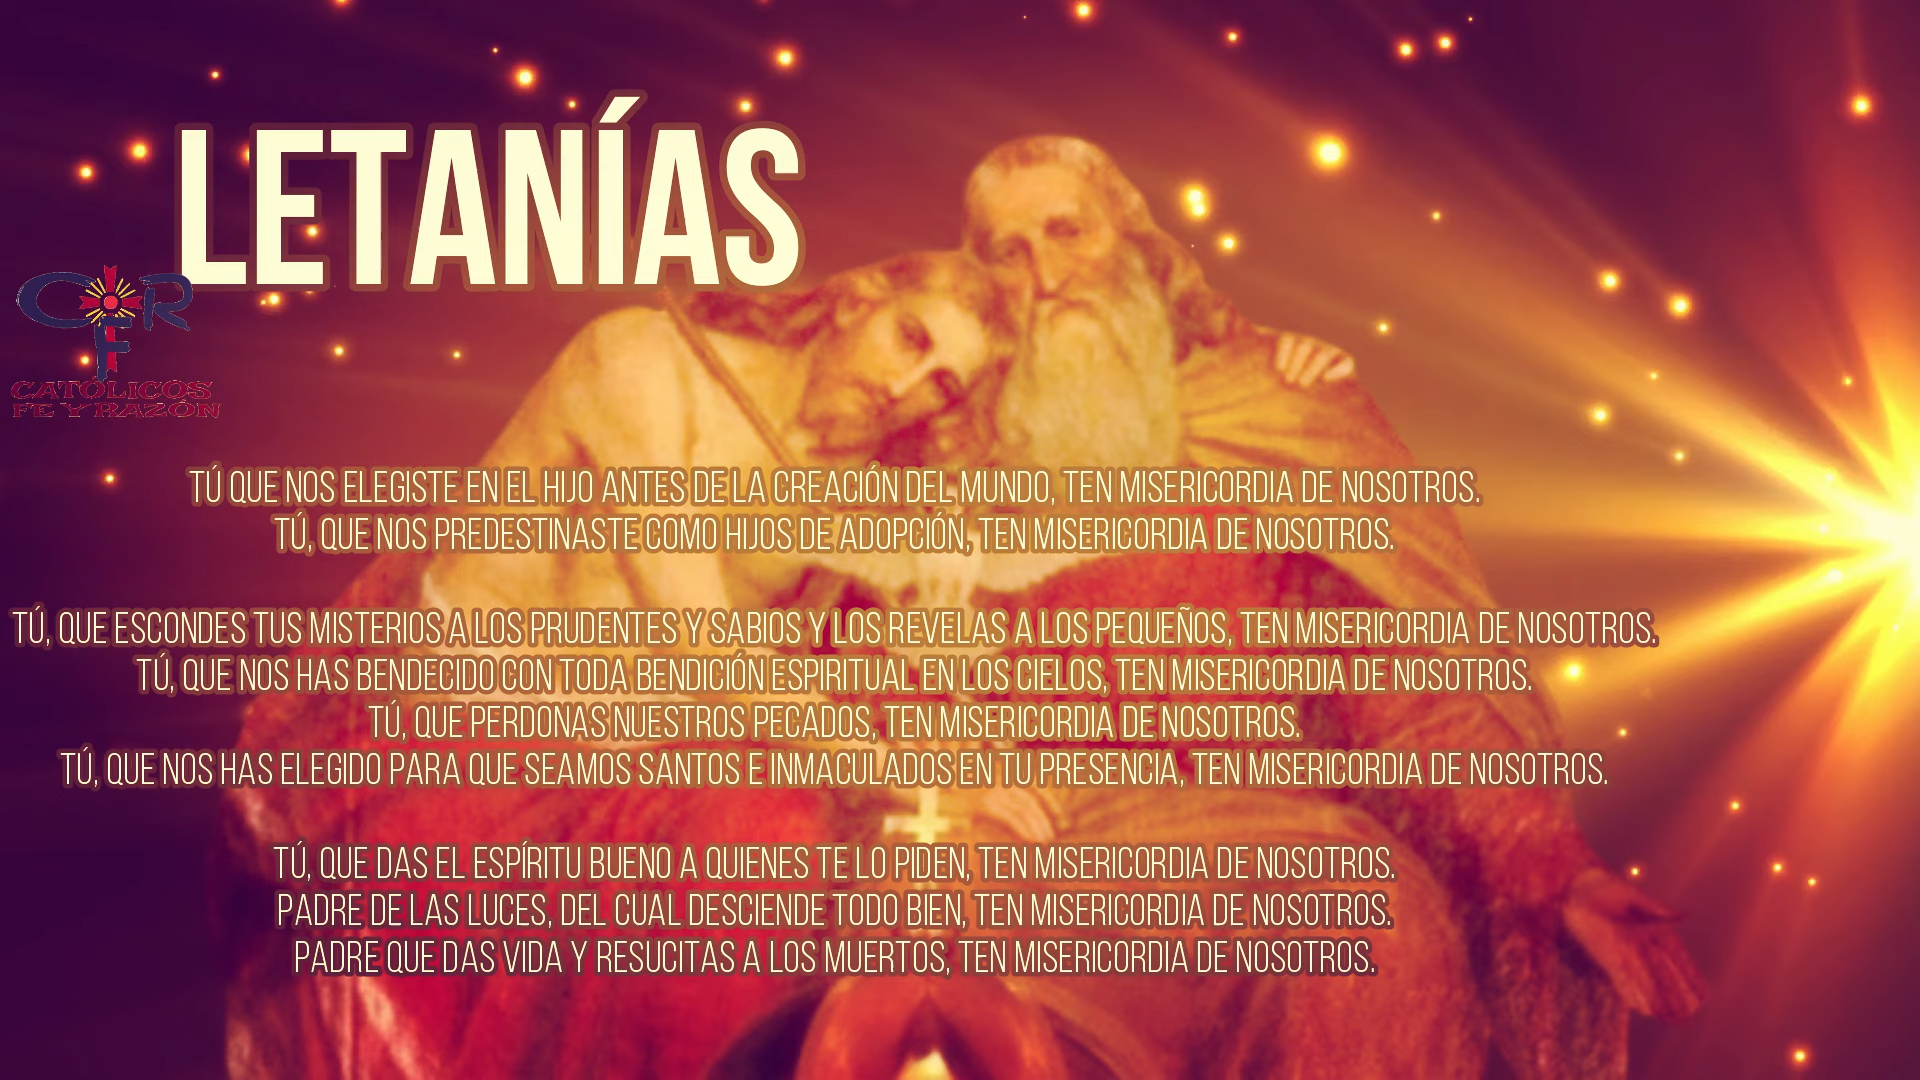 LETANÍAS
CFR
CATÓLICOS
FE Y RAZÓN
TÚ QUE NOS ELEGISTE EN EL HIJO ANTES DE LA CREACIÓN DEL MUNDO, TEN MISERICORDIA DE NOSOTROS.
TÚ, QUE NOS PREDESTINASTE COMO HIJOS DE ADOPCIÓN, TEN MISERICORDIA DE NOSOTROS.
TÚ, QUE ESCONDES TUS MISTERIOS A LOS PRUDENTES Y SABIOS Y LOS REVELAS A LOS PEQUEÑOS, TEN MISERICORDIA DE NOSOTROS.
TÚ, QUE NOS HAS BENDECIDO CON TODA BENDICIÓN ESPIRITUAL EN LOS CIELOS, TEN MISERICORDIA DE NOSOTROS.
TÚ, QUE PERDONAS NUESTROS PECADOS, TEN MISERICORDIA DE NOSOTROS.
TÚ, QUE NOS HAS ELEGIDO PARA QUE SEAMOS SANTOS E INMACULADOS EN TU PRESENCIA, TEN MISERICORDIA DE NOSOTROS.
TÚ, QUE DAS EL ESPÍRITU BUENO A QUIENES TE LO PIDEN, TEN MISERICORDIA DE NOSOTROS.
PADRE DE LAS LUCES, DEL CUAL DESCIENDE TODO BIEN, TEN MISERICORDIA DE NOSOTROS.
PADRE QUE DAS VIDA Y RESUCITAS A LOS MUERTOS, TEN MISERICORDIA DE NOSOTROS.